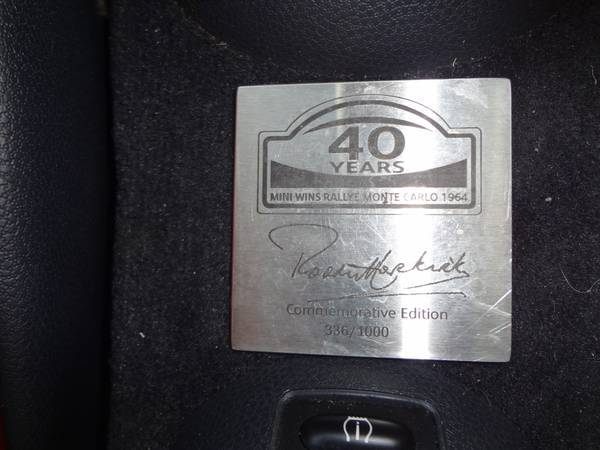 40
YEARS
MINI WINS RALLYE MONTE CARLO 1964
Commemorative Edition
336/1000